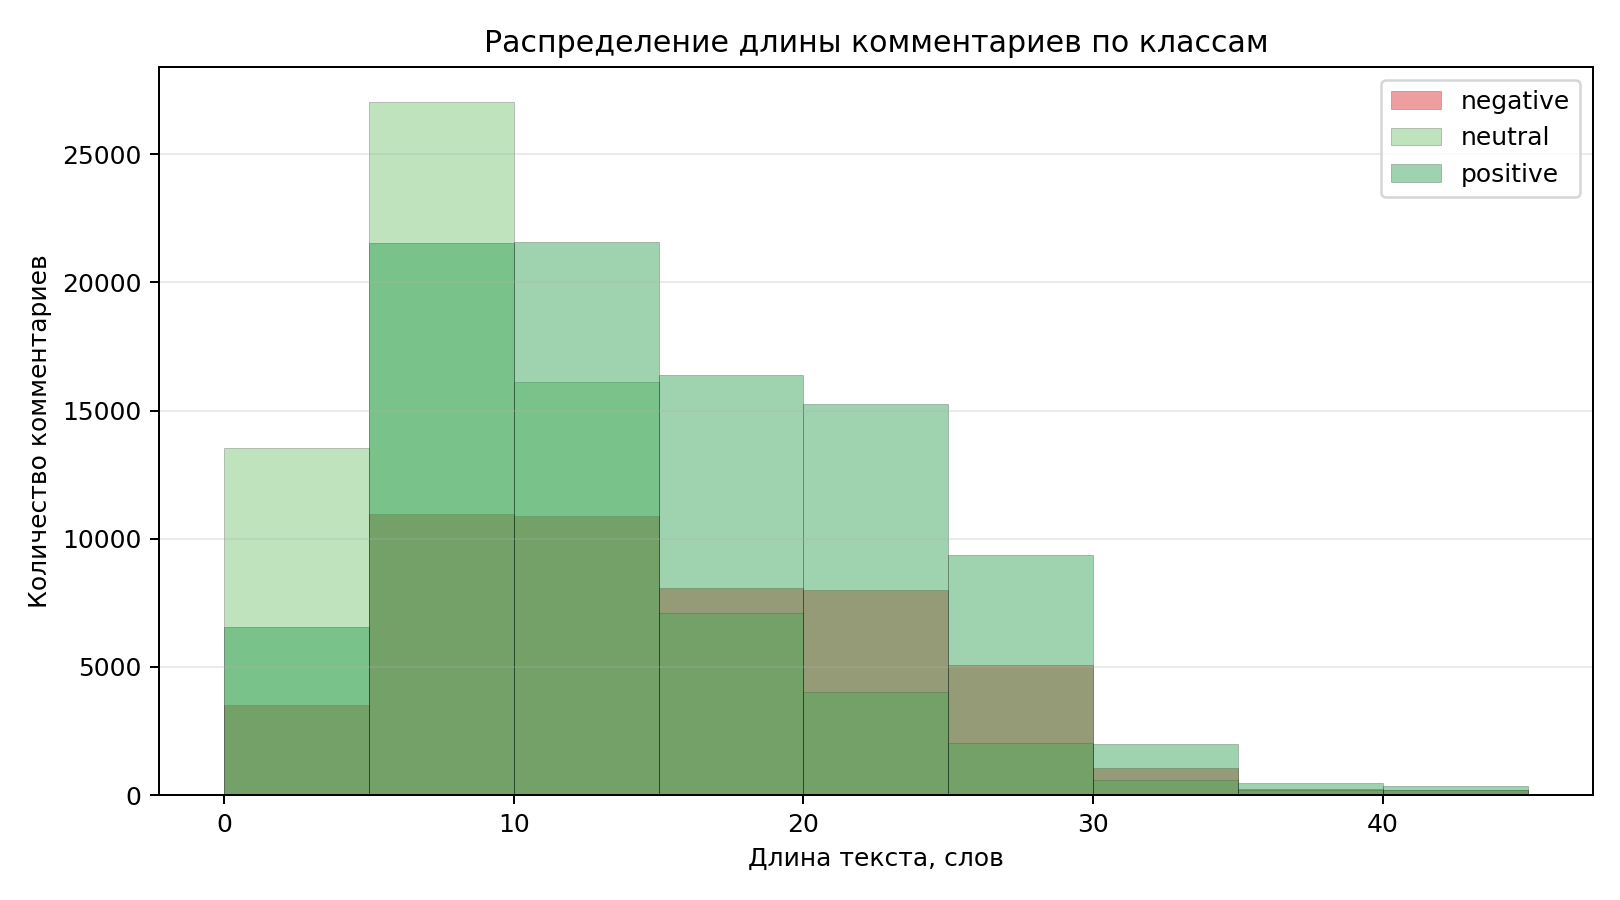 Распределение длины комментариев по классам
negative
neutral
positive
Количество комментариев
25000
20000
15000
10000
5000
0
0 10 20 30 40
Длина текста, слов